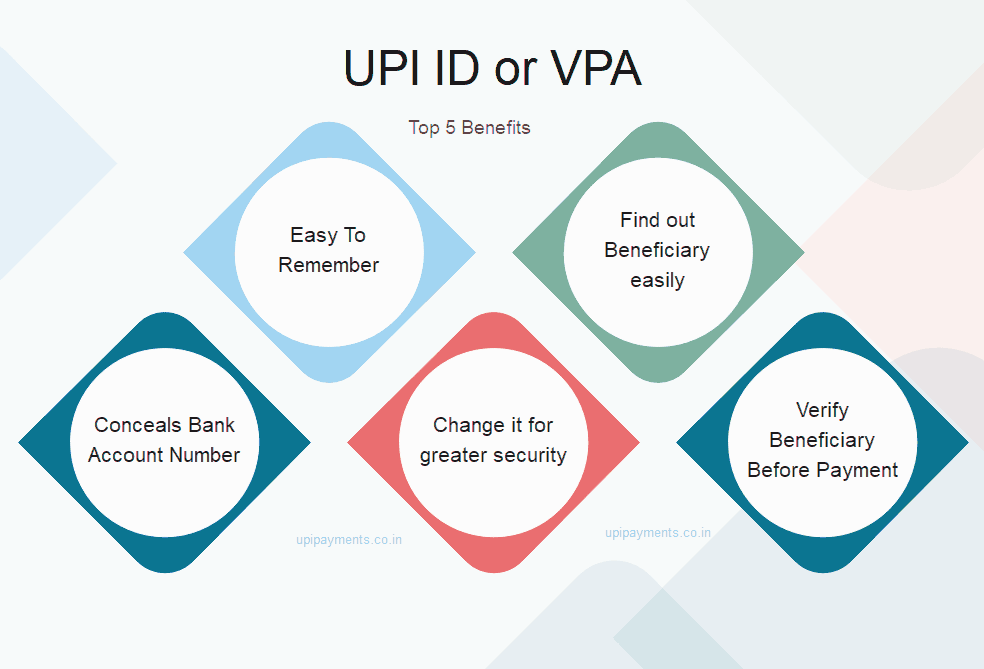 UPI ID or VPA
Top 5 Benefits
Easy To
Remember
Find out
Beneficiary
easily
Conceals Bank
Account Number
Change it for
greater security
Verify
Beneficiary
Before Payment
upipayments.co.in
upipayments.co.in